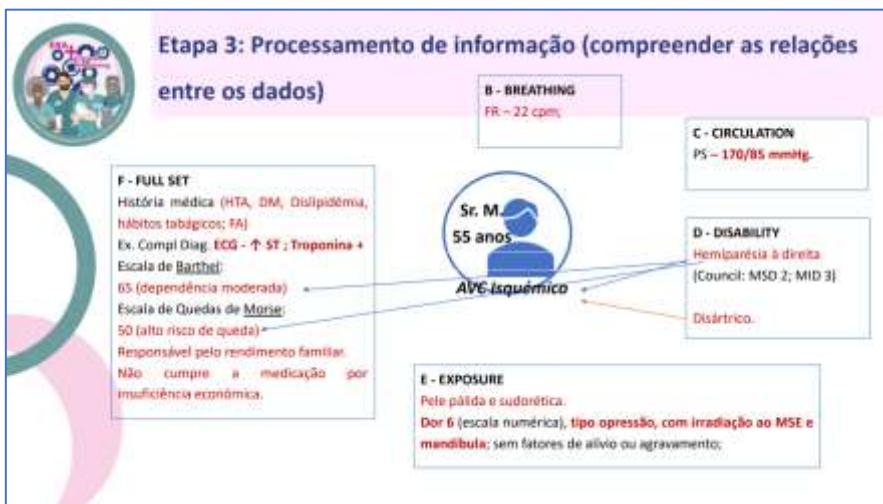 Etapa 3: Processamento de informação (compreender as relações
entre os dados)
B - BREATHING
FR – 22 cpm;
C - CIRCULATION
PS – 170/85 mmHg.
F - FULL SET
História médica (HTA, DM, Dislipidémia,
hábitos tabágicos; FA)
Ex. Compl Diag. ECG - ↑ ST ; Troponina +
Escala de Barthel:
65 (dependência moderada)
Escala de Quedas de Morse:
50 (alto risco de queda)
Responsável pelo rendimento familiar.
Não cumpre a medicação por
insuficiência económica.
Sr. M.
55 anos
AVC Isquémico
D - DISABILITY
Hemiparésia à direita
(Council: MSD 2; MID 3)
Disártrico.
E - EXPOSURE
Pele pálida e sudorética.
Dor 6 (escala numérica), tipo opressão, com irradiação ao MSE e
mandíbula; sem fatores de alívio ou agravamento;